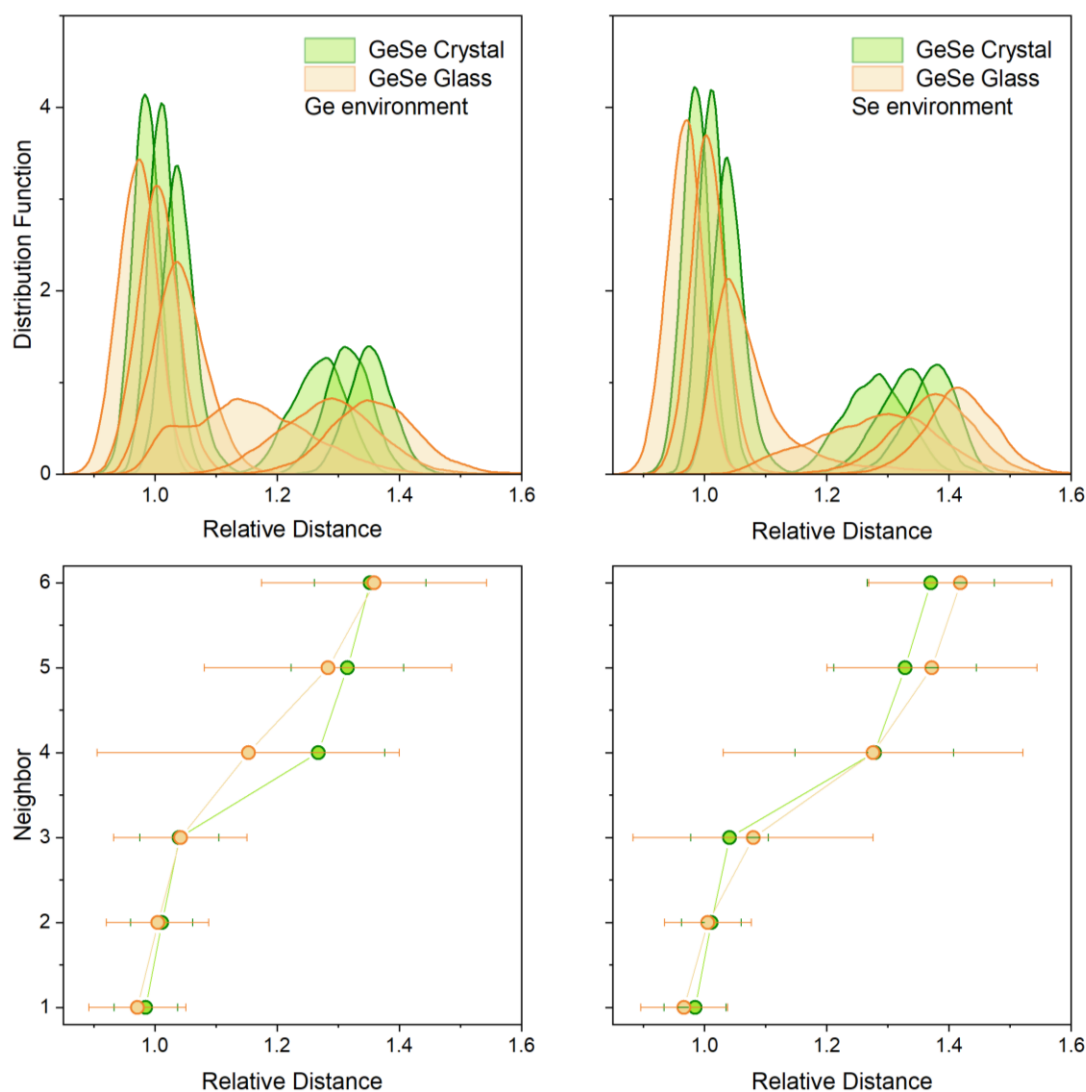 GeSe Crystal
GeSe Glass
Ge environment
Distribution Function
4
2
0
1.0 1.2 1.4 1.6
Relative Distance
GeSe Crystal
GeSe Glass
Se environment
1.0 1.2 1.4 1.6
Relative Distance
Neighbor
6
5
4
3
2
1
1.0 1.2 1.4 1.6
Relative Distance
1.0 1.2 1.4 1.6
Relative Distance